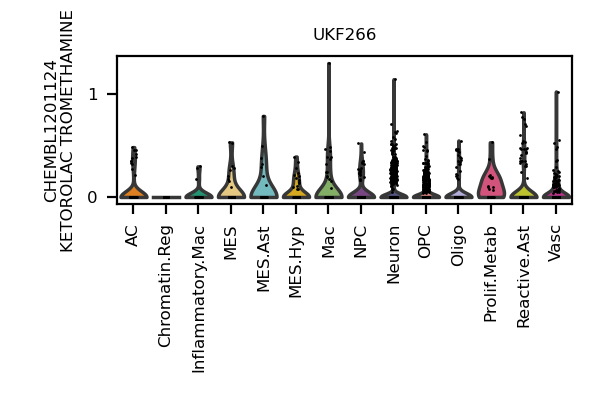 UKF266
CHEMBL1201124
KETOROLAC TROMETHAMINE
1
0
AC
Chromatin.Reg
Inflammatory.Mac
MES
MES.Ast
MES.Hyp
Mac
NPC
Neuron
OPC
Oligo
Prolif.Metab
Reactive.Ast
Vasc